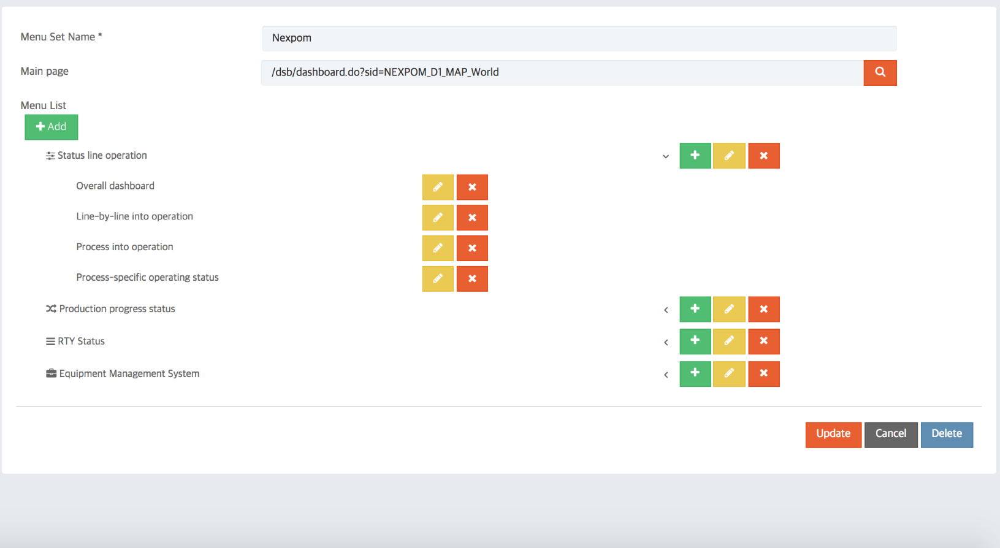 Menu Set Name *
Nexpom
Main page
/dsb/dashboard.do?sid=NEXPOM_D1_MAP_World
Menu List
Add
Status line operation
Overall dashboard
Line-by-line into operation
Process into operation
Process-specific operating status
Production progress status
RTY Status
Equipment Management System
Update Cancel Delete